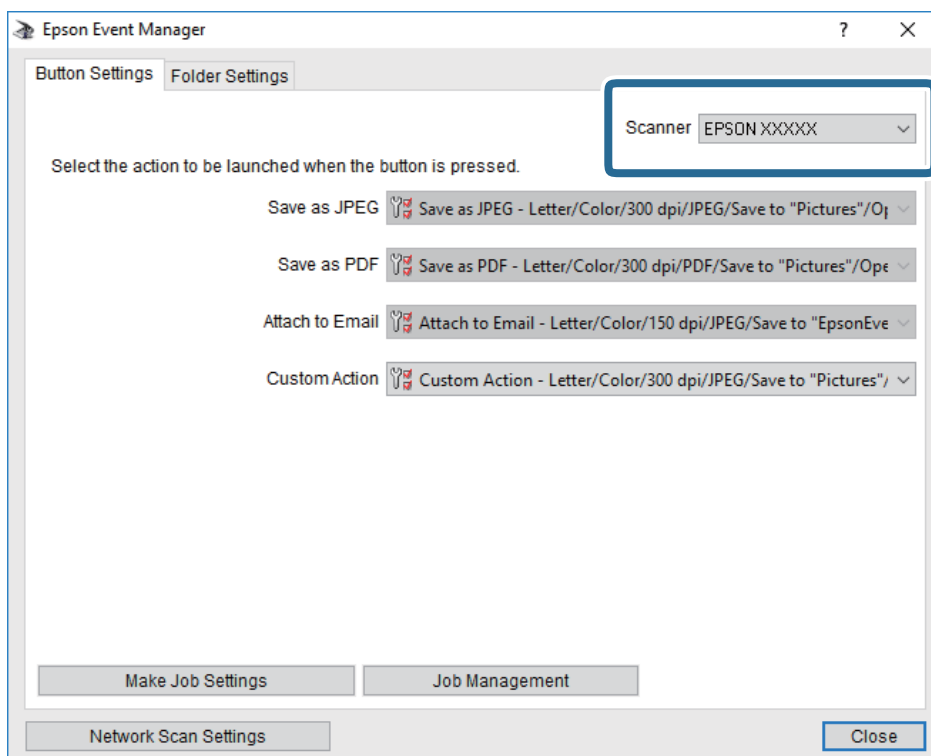 Epson Event Manager
?
Button Settings Folder Settings
Scanner EPSON XXXXX
Select the action to be launched when the button is pressed.
Save as JPEG Save as JPEG - Letter/Color/300 dpi/JPEG/Save to "Pictures"/Op
Save as PDF Save as PDF - Letter/Color/300 dpi/PDF/Save to "Pictures"/Ope
Attach to Email Attach to Email - Letter/Color/150 dpi/JPEG/Save to "EpsonEve
Custom Action Custom Action - Letter/Color/300 dpi/JPEG/Save to "Pictures"/
Make Job Settings Job Management
Network Scan Settings Close